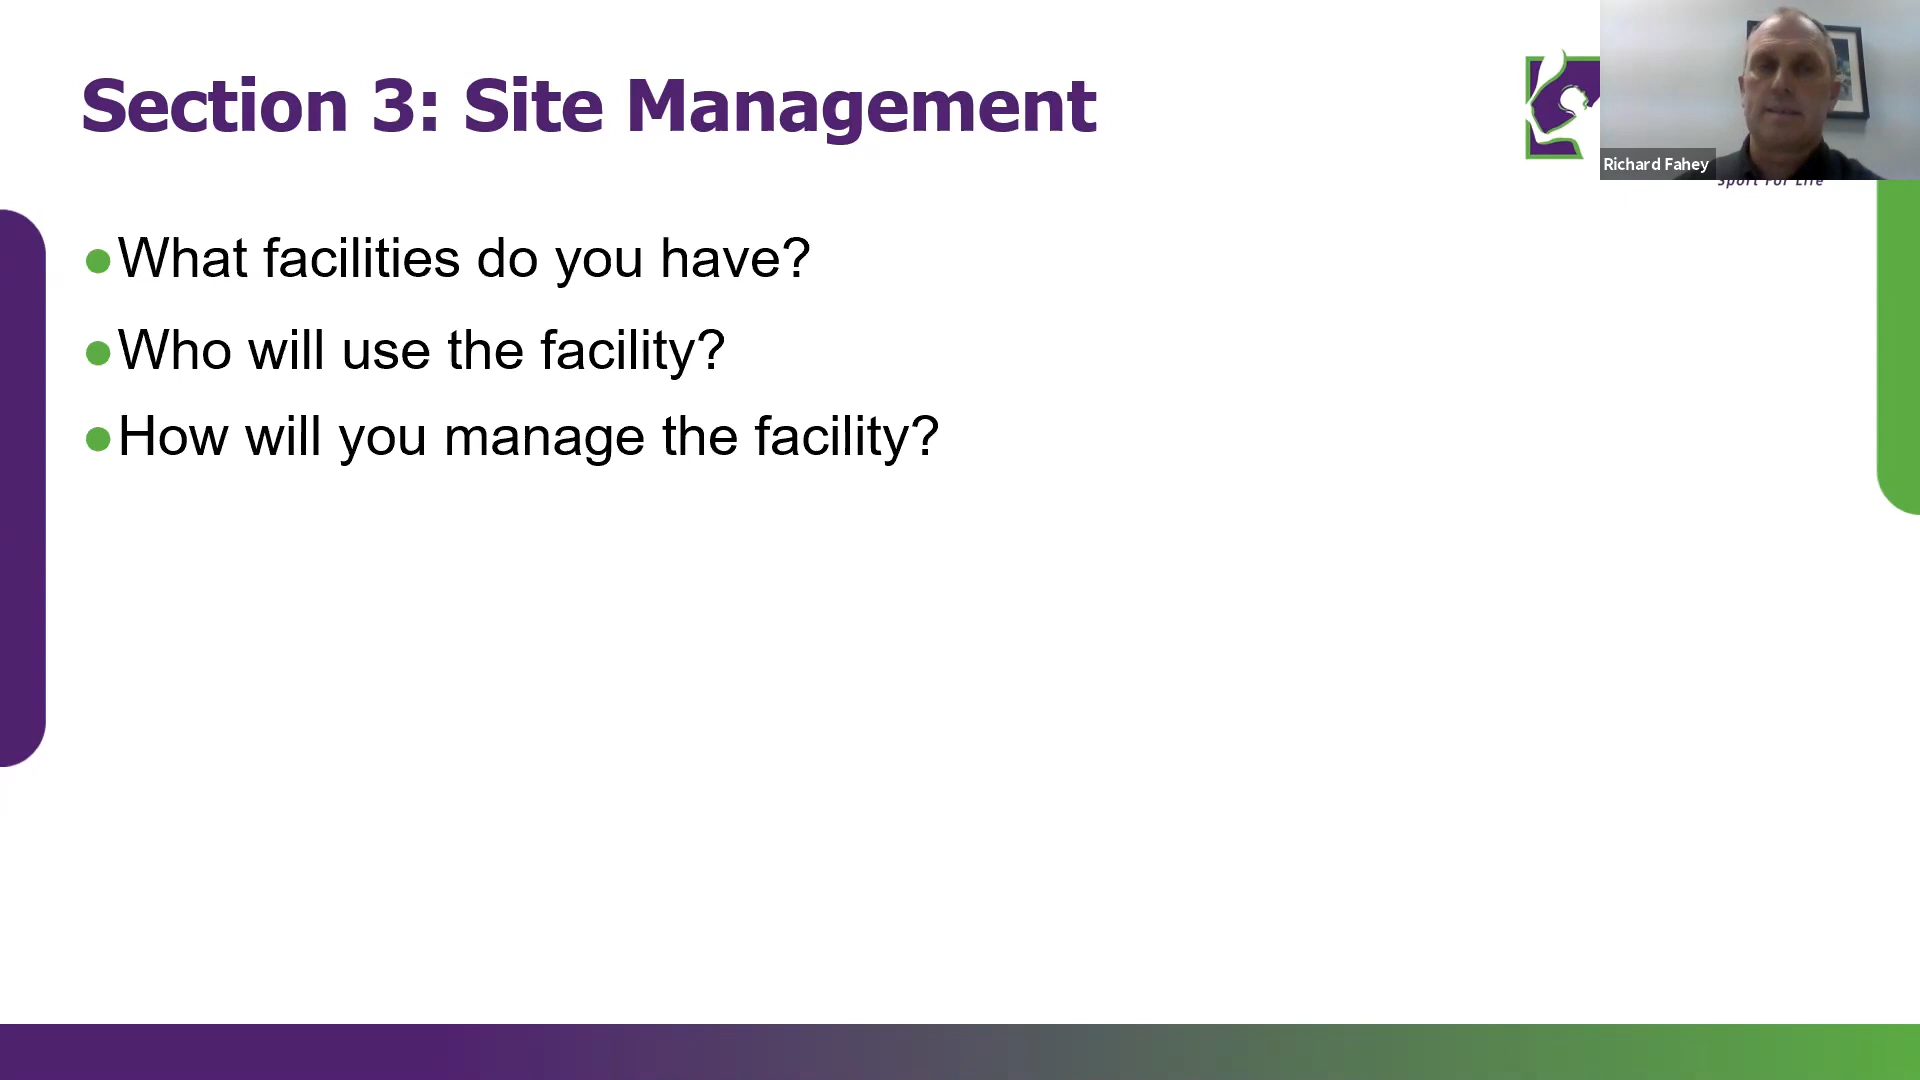 Section 3: Site Management
Richard Fahey
Sport For Life
What facilities do you have?
Who will use the facility?
How will you manage the facility?